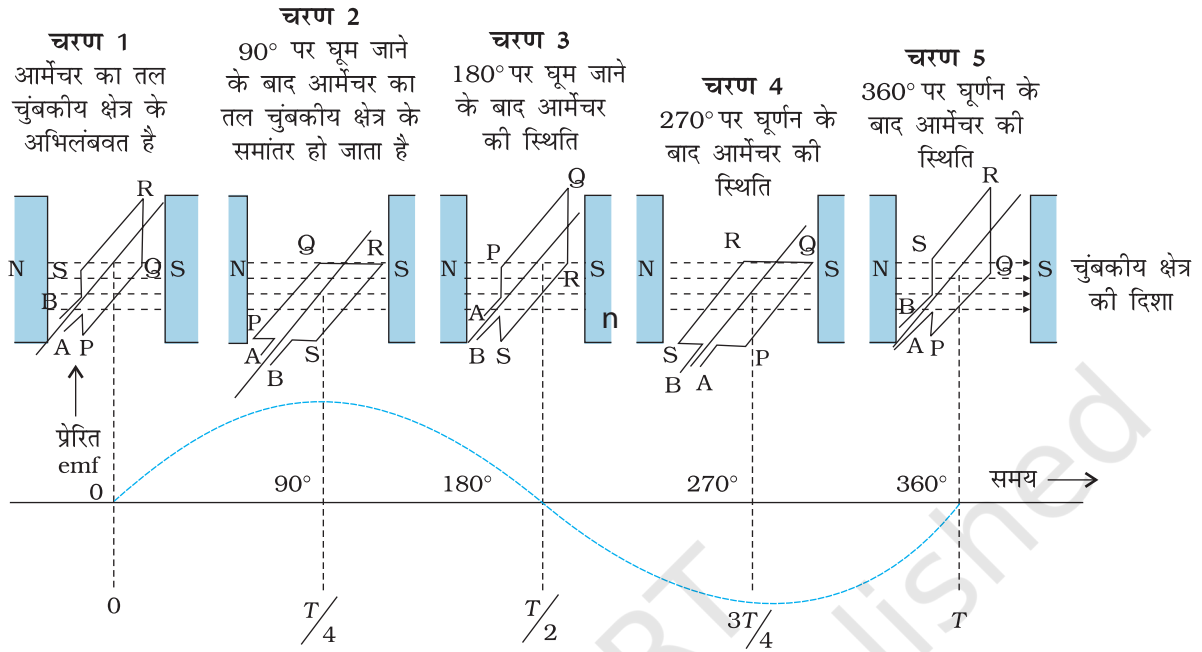 चरण 1
आर्मेचर का तल
चुंबकीय क्षेत्र के
अभिलंबवत है
चरण 2
90° पर घूम जाने
के बाद आर्मेचर का
तल चुंबकीय क्षेत्र के
समांतर हो जाता है
चरण 3
180° पर घूम जाने
के बाद आर्मेचर
की स्थिति
चरण 4
270° पर घूर्णन के
बाद आर्मेचर की
स्थिति
चरण 5
360° पर घूर्णन के
बाद आर्मेचर की
स्थिति
N S R Q S
B A P
N Q R S
P A B S
N P Q R S
A B S
n
N R Q S
S B A P
N S R Q S
B A P
चुंबकीय क्षेत्र
की दिशा
प्रेरित
emf
0 90° 180° 270° 360° समय
0 T/4 T/2 3T/4 T
RT
lished